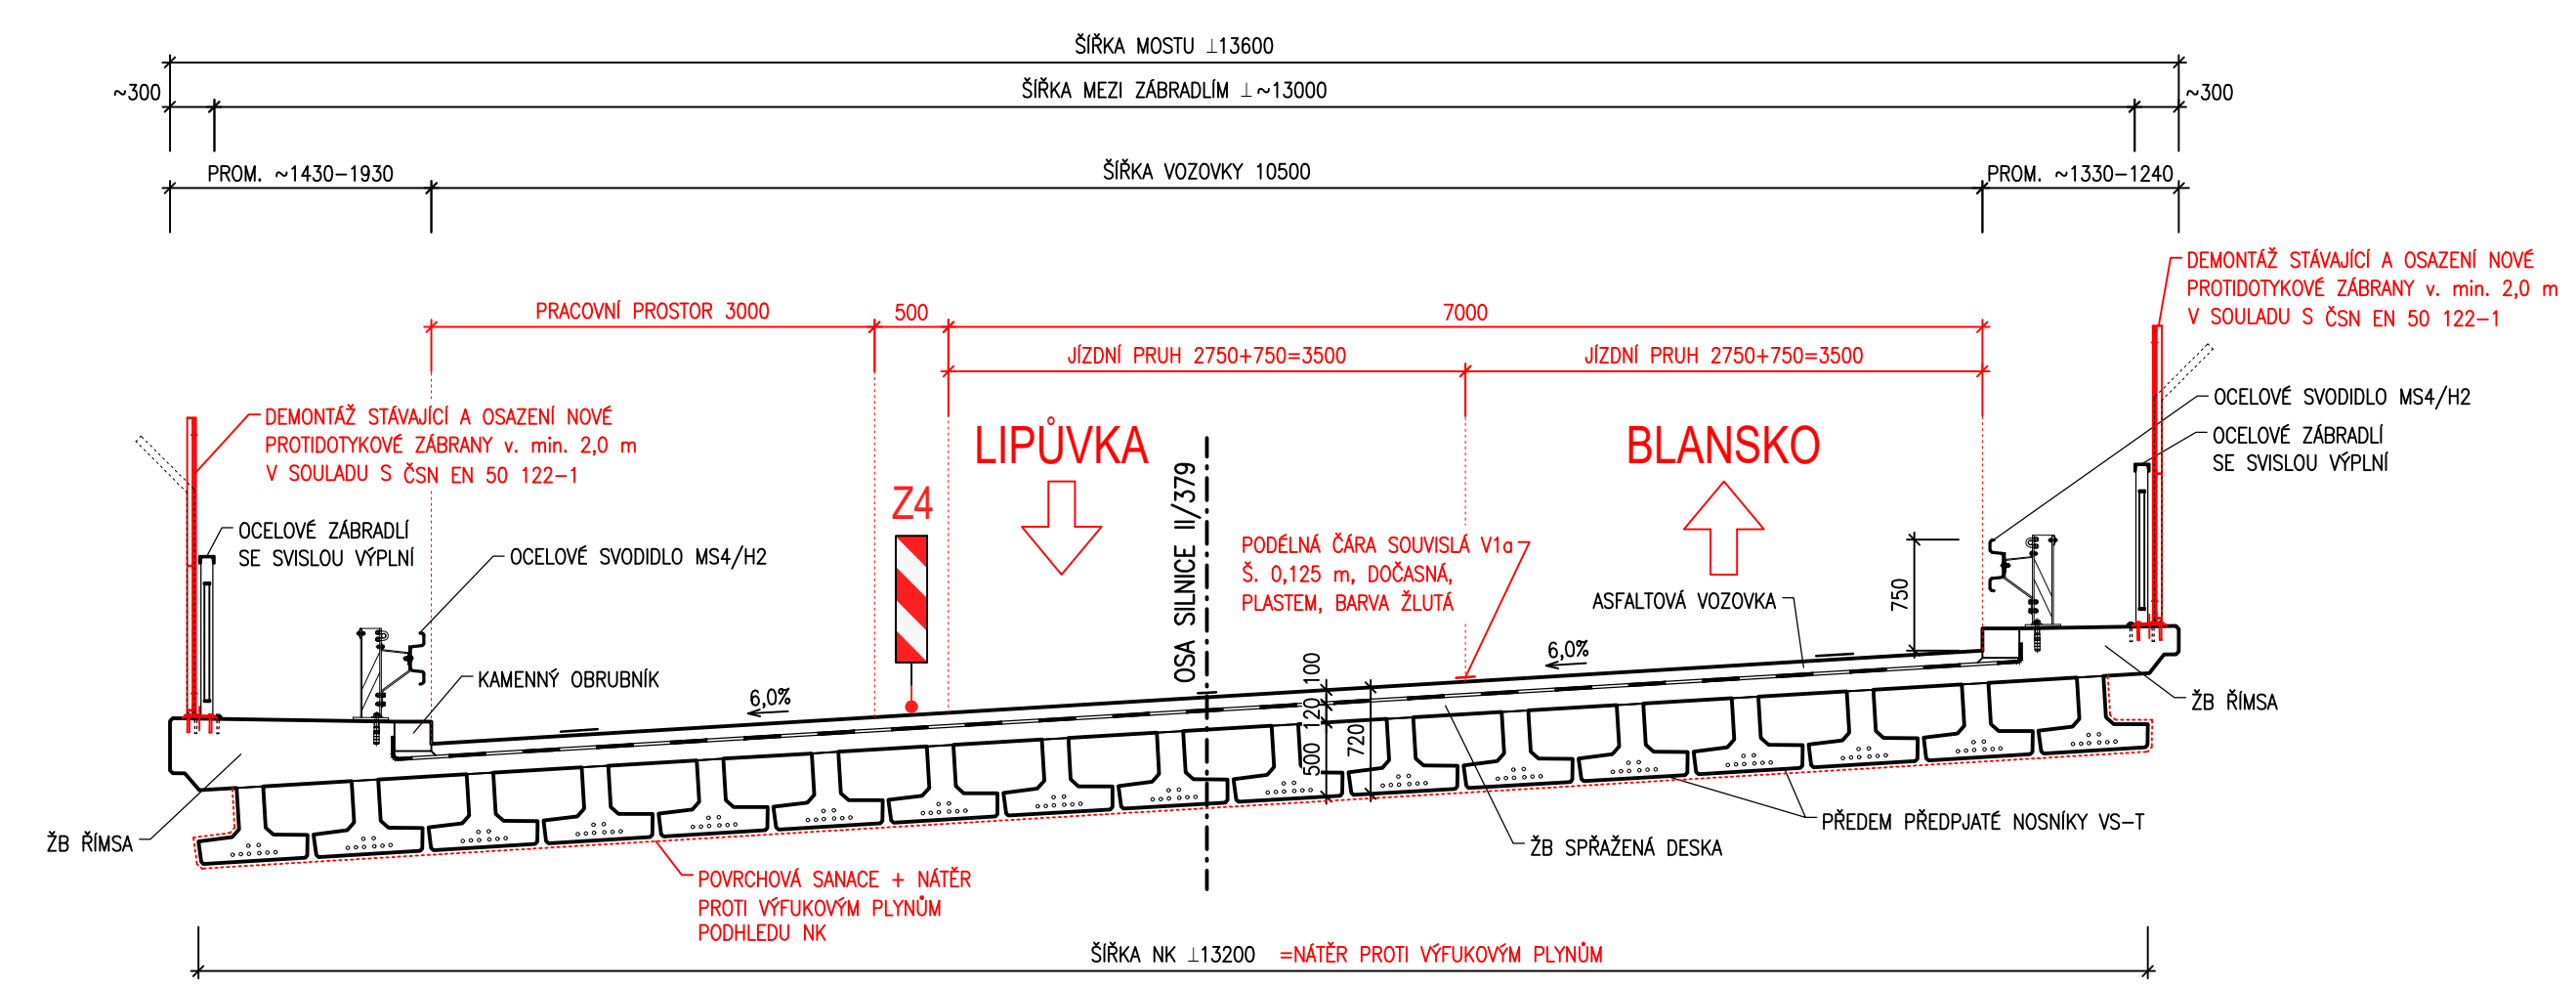 ŠÍŘKA MOSTU ⊥13600
~300
ŠÍŘKA MEZI ZÁBRADLÍM ⊥~13000
~300
PROM. ~1430-1930
ŠÍŘKA VOZOVKY 10500
PROM. ~1330-1240
DEMONTÁŽ STÁVAJÍCÍ A OSAZENÍ NOVÉ
PROTIDOTYKOVÉ ZÁBRANY v. min. 2,0 m
V SOULADU S ČSN EN 50 122-1
PRACOVNÍ PROSTOR 3000
500
7000
JÍZDNÍ PRUH 2750+750=3500
JÍZDNÍ PRUH 2750+750=3500
OCELOVÉ SVODIDLO MS4/H2
OCELOVÉ ZÁBRADLÍ
SE SVISLOU VÝPLNÍ
DEMONTÁŽ STÁVAJÍCÍ A OSAZENÍ NOVÉ
PROTIDOTYKOVÉ ZÁBRANY v. min. 2,0 m
V SOULADU S ČSN EN 50 122-1
LIPŮVKA
BLANSKO
Z4
OSA SILNICE II/379
OCELOVÉ ZÁBRADLÍ
SE SVISLOU VÝPLNÍ
OCELOVÉ SVODIDLO MS4/H2
PODÉLNÁ ČÁRA SOUVISLÁ V1a
Š. 0,125 m, DOČASNÁ,
PLASTEM, BARVA ŽLUTÁ
ASFALTOVÁ VOZOVKA
750
KAMENNÝ OBRUBNÍK
6,0%
6,0%
100
120
500
720
ŽB ŘÍMSA
ŽB ŘÍMSA
PŘEDEM PŘEDPJATÉ NOSNÍKY VS-T
ŽB SPŘAŽENÁ DESKA
POVRCHOVÁ SANACE + NÁTĚR
PROTI VÝFUKOVÝM PLYNŮM
PODHLEDU NK
ŠÍŘKA NK ⊥13200 =NÁTĚR PROTI VÝFUKOVÝM PLYNŮM